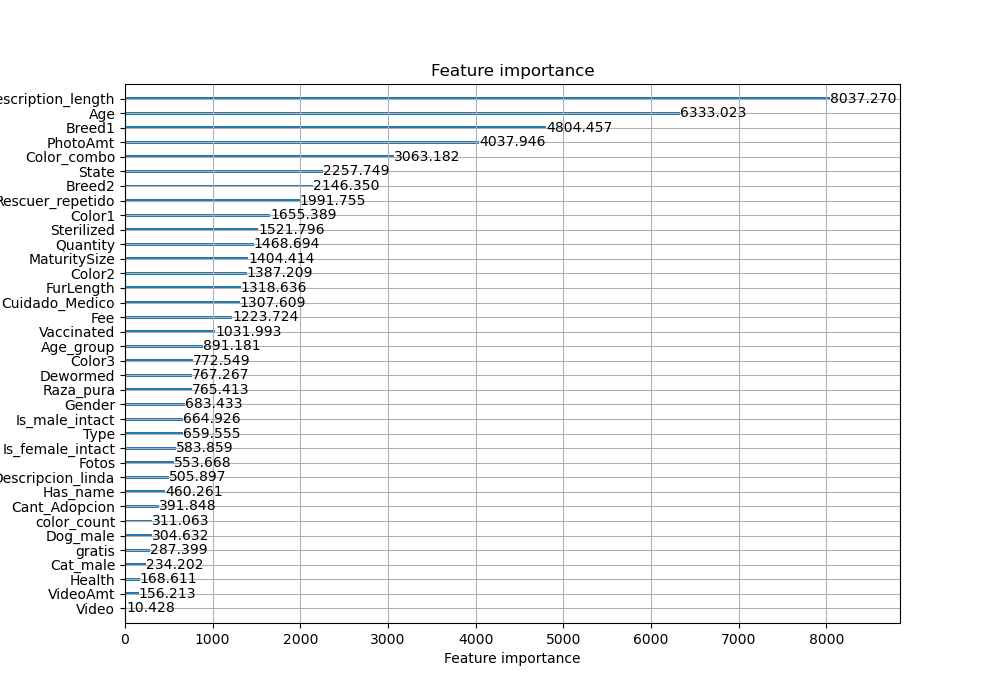 Feature importance
escription_length 8037.270
Age 6333.023
Breed1 4804.457
PhotoAmt 4037.946
Color_combo 3063.182
State 2257.749
Breed2 2146.350
Rescuer_repetido 1991.755
Color1 1655.389
Sterilized 1521.796
Quantity 1468.694
MaturitySize 1404.414
Color2 1387.209
FurLength 1318.636
Cuidado_Medico 1307.609
Fee 1223.724
Vaccinated 1031.993
Age_group 891.181
Color3 772.549
Dewormed 767.267
Raza_pura 765.413
Gender 683.433
Is_male_intact 664.926
Type 659.555
Is_female_intact 583.859
Fotos 553.668
Descripcion_linda 505.897
Has_name 460.261
Cant_Adopcion 391.848
color_count 311.063
Dog_male 304.632
gratis 287.399
Cat_male 234.202
Health 168.611
VideoAmt 156.213
Video 10.428
0 1000 2000 3000 4000 5000 6000 7000 8000
Feature importance